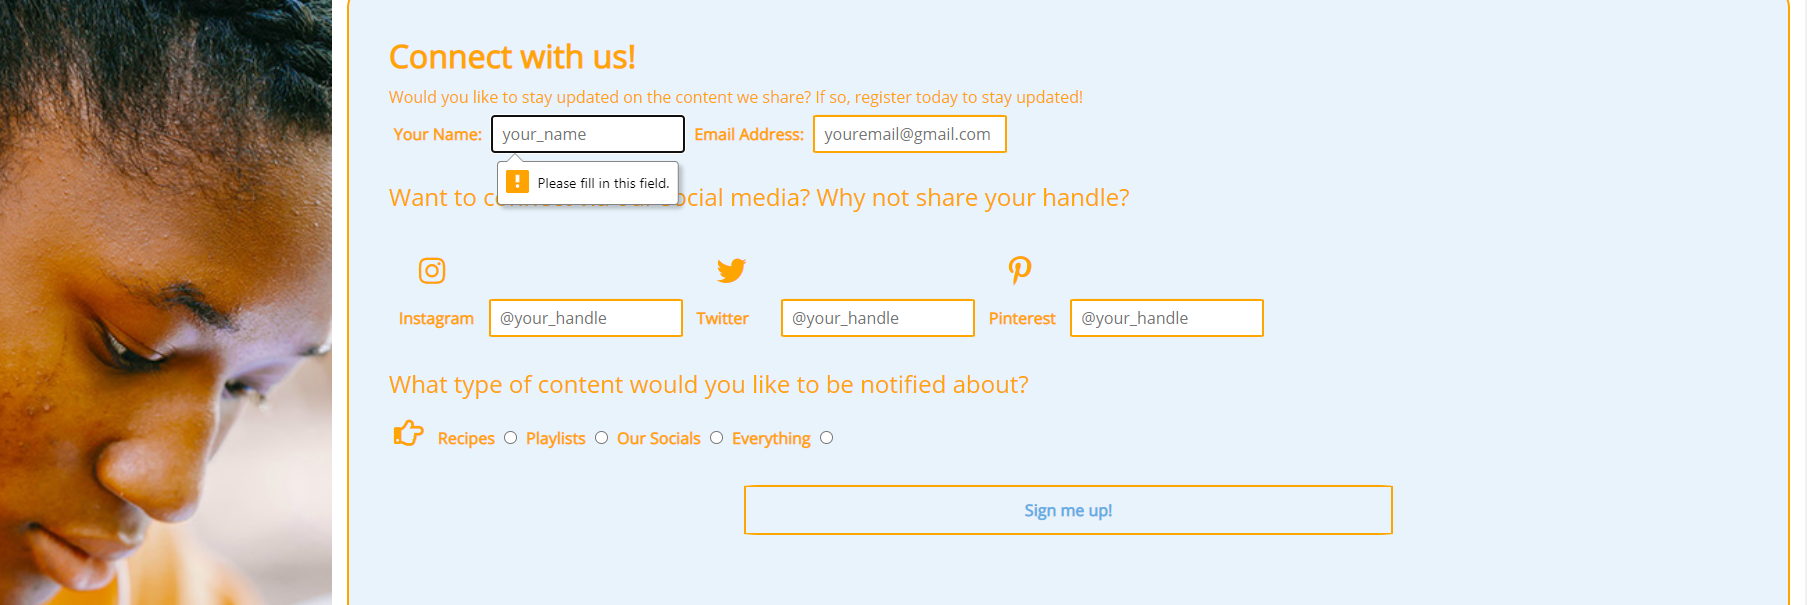 Connect with us!
Would you like to stay updated on the content we share? If so, register today to stay updated!
Your Name: your_name Email Address: youremail@gmail.com
Please fill in this field.
Want to social media? Why not share your handle?
Instagram @your_handle Twitter @your_handle Pinterest @your_handle
What type of content would you like to be notified about?
Recipes Playlists Our Socials Everything
Sign me up!